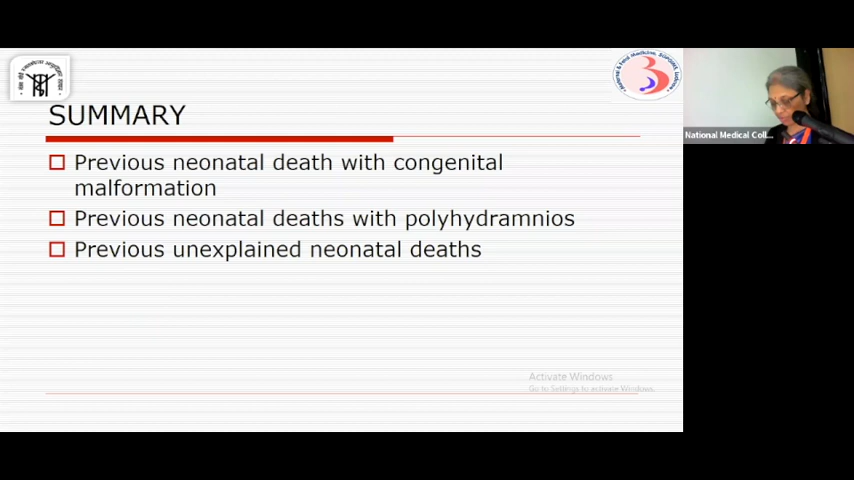 SUMMARY
Previous neonatal death with congenital
malformation
Previous neonatal deaths with polyhydramnios
Previous unexplained neonatal deaths
Activate Windows
Go to Settings to activate Windows.
National Medical Coll...